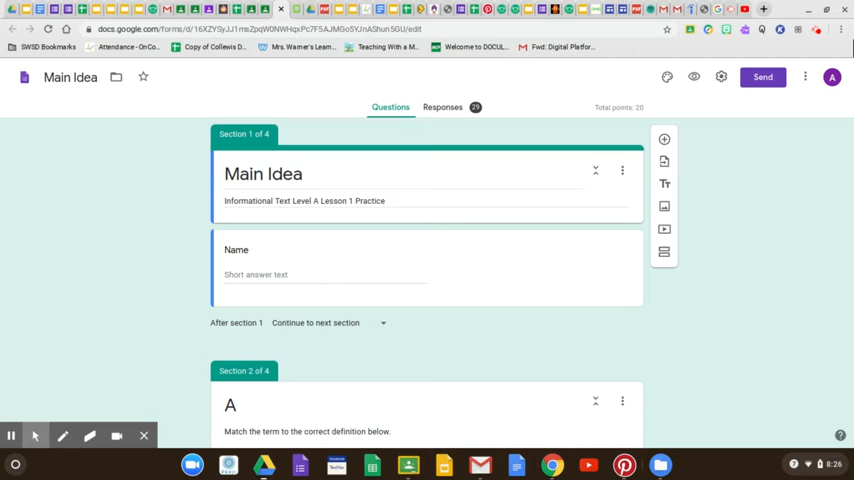 docs.google.com/forms/d/16XZYSyJJ1msZpqW0NWHqxPc7F5AJMGo5YJnAShun5GU/edit
SWSD Bookmarks
Attendance - OnCo...
Copy of Collewis D...
Mrs. Warner's Learn...
Teaching With a M...
Welcome to DOCUL...
Fwd: Digital Platfor...
Main Idea
Send
A
Questions
Responses 29
Total points: 20
Section 1 of 4
Main Idea
Informational Text Level A Lesson 1 Practice
Name
Short answer text
After section 1 Continue to next section
Section 2 of 4
A
Match the term to the correct definition below.
8:26